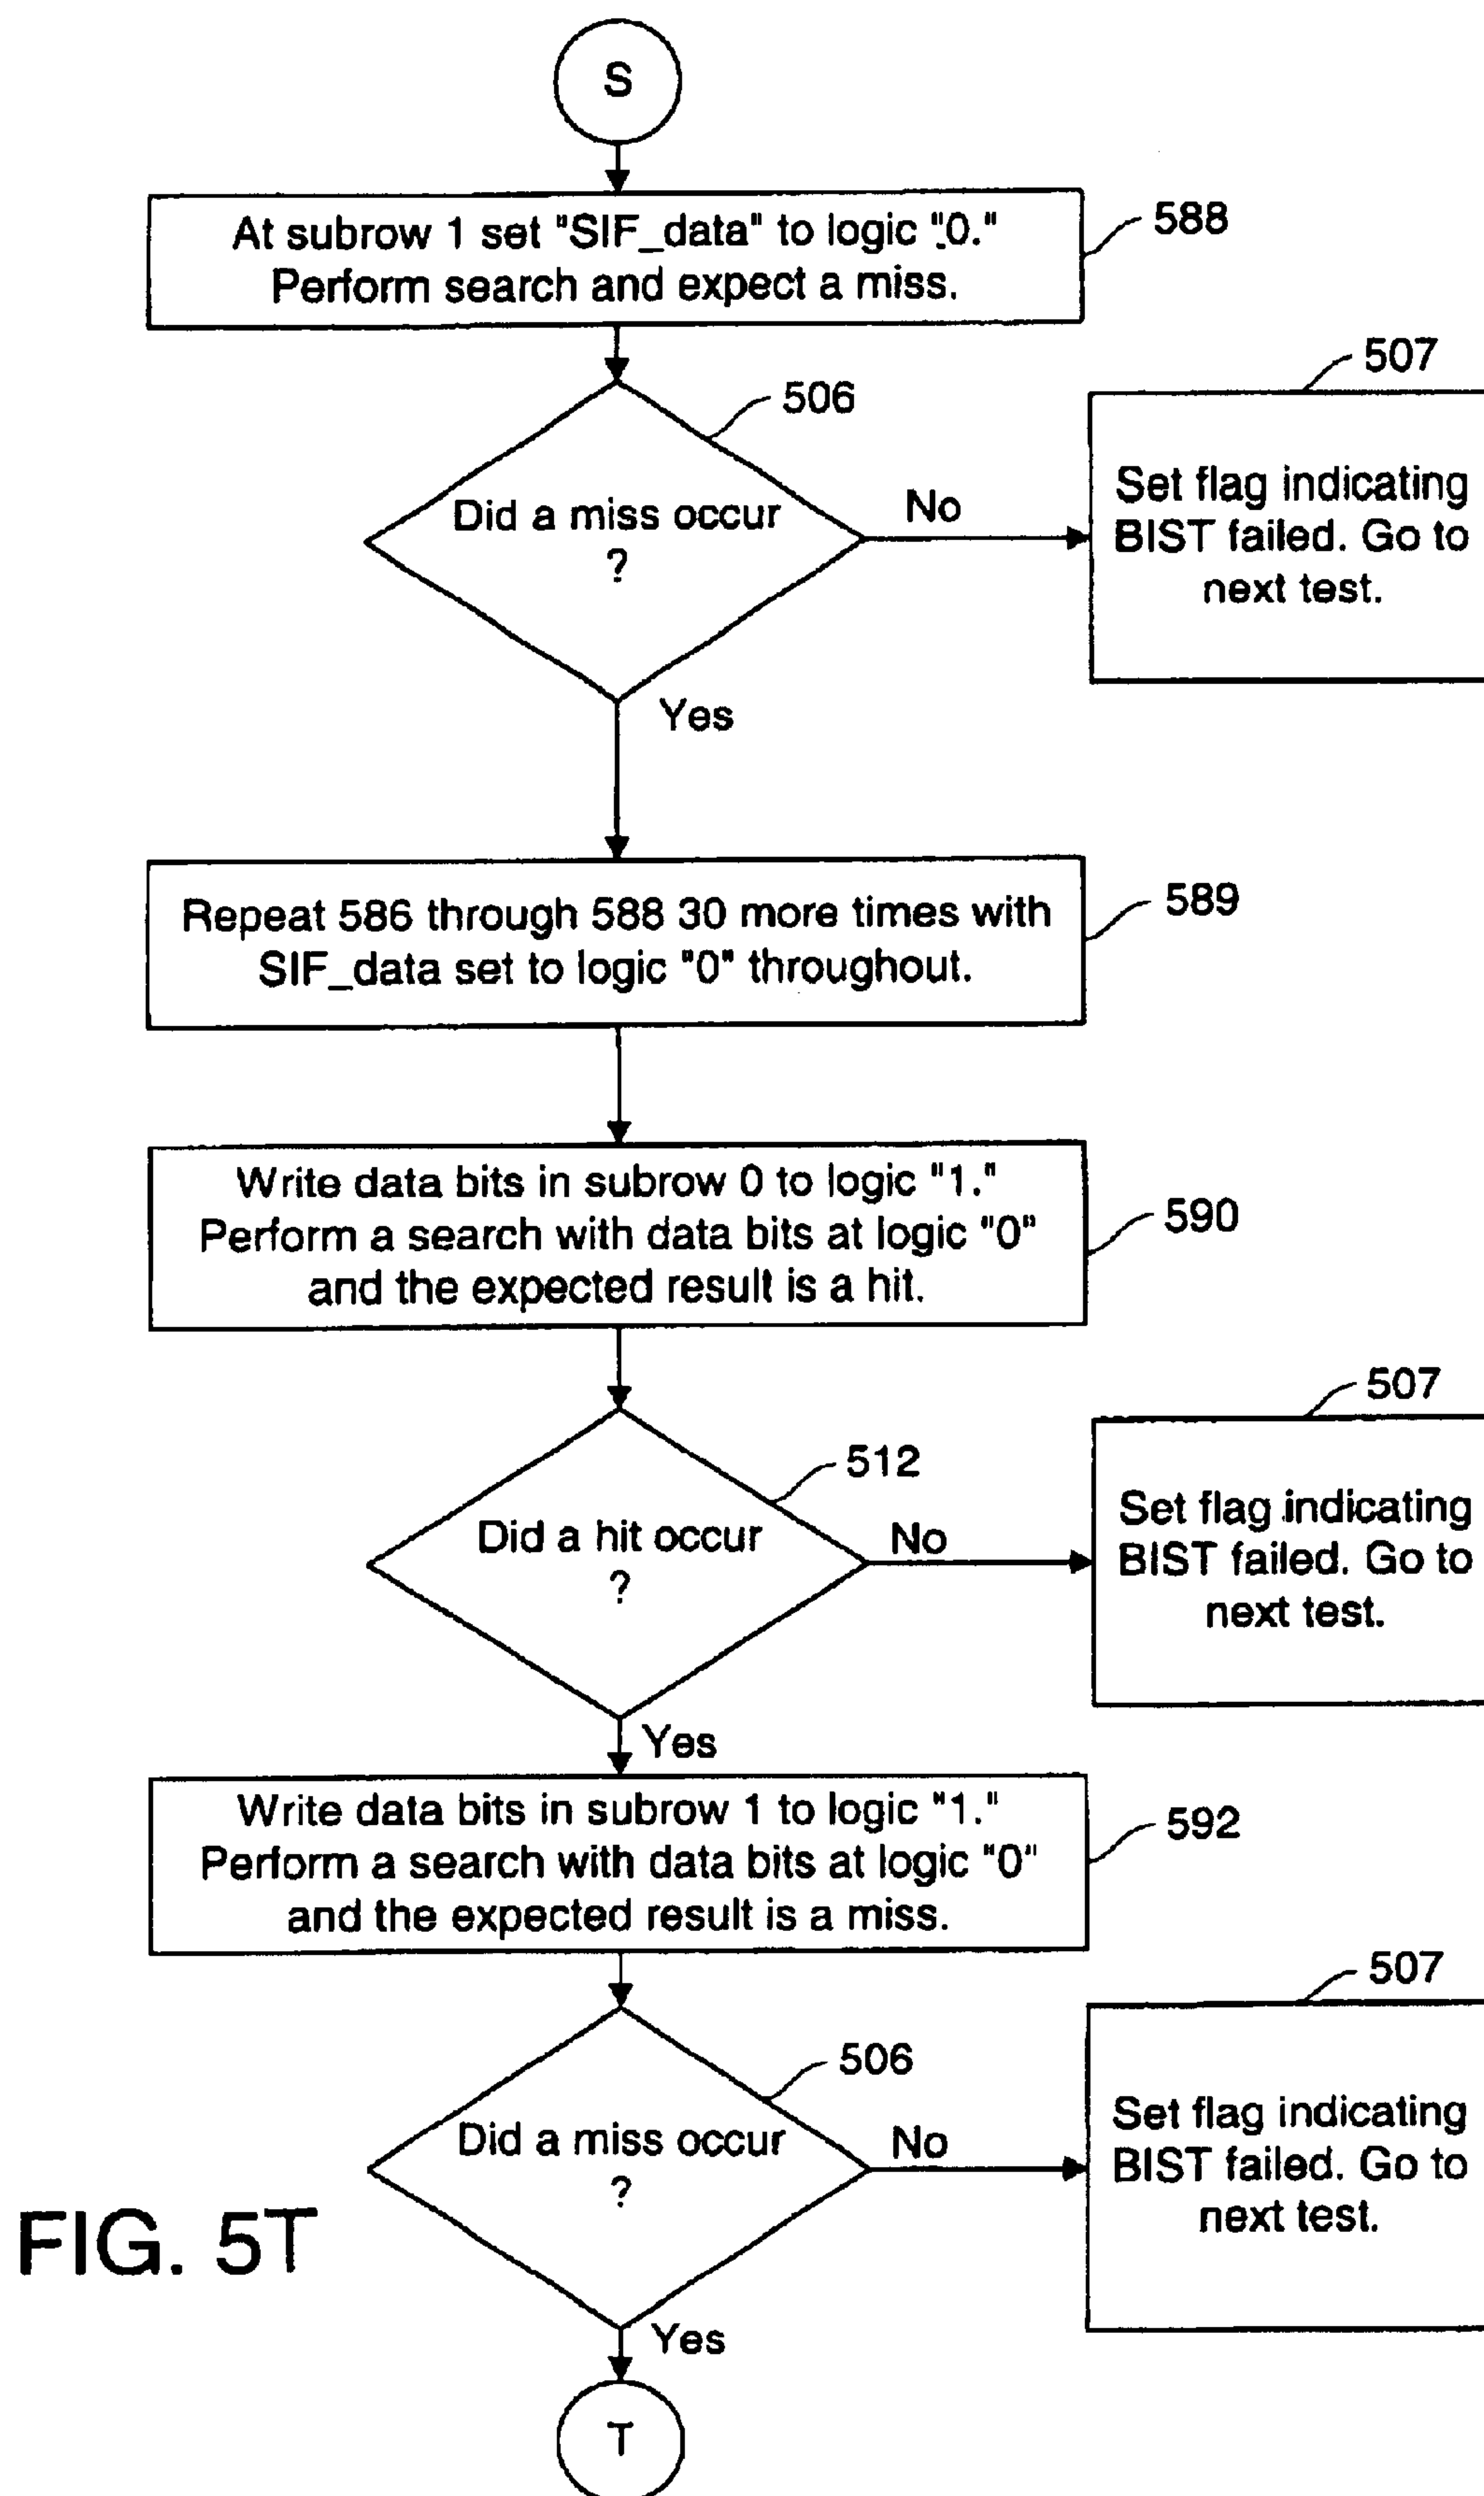 S
At subrow 1 set "SIF_data" to logic "0."
Perform search and expect a miss.
588
506
Did a miss occur
?
No
507
Set flag indicating
BIST failed. Go to
next test.
Yes
Repeat 586 through 588 30 more times with
SIF_data set to logic "0" throughout.
589
Write data bits in subrow 0 to logic "1."
Perform a search with data bits at logic "0"
and the expected result is a hit.
590
512
Did a hit occur
?
No
507
Set flag indicating
BIST failed. Go to
next test.
Yes
Write data bits in subrow 1 to logic "1."
Perform a search with data bits at logic "0"
and the expected result is a miss.
592
506
Did a miss occur
?
No
507
Set flag indicating
BIST failed. Go to
next test.
Yes
T
FIG. 5T